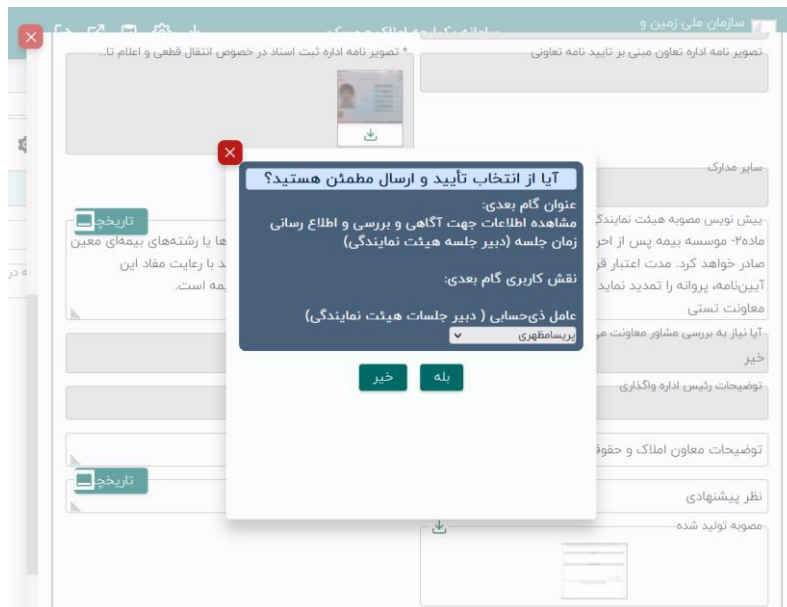 سازمان ملی زمین و
تصویر نامه اداره تعاون مبنی بر تایید نامه تعاونی
* تصویر نامه اداره ثبت اسناد در خصوص انتقال قطعی و اعلام تا...
سایر مدارک
پیش نویس مصوبه هیئت نمایندگی
تاریخچه
ماده۲- موسسه بیمه پس از احر
ها یا رشته‌های بیمه‌ای معین
صادر خواهد کرد. مدت اعتبار قر
د با رعایت مفاد این
آیین‌نامه، پروانه را تمدید نماید
یمه است.
معاونت تستی
آیا نیاز به بررسی مشاور معاونت می
خیر
توضیحات رئیس اداره واگذاری
توضیحات معاون املاک و حقوق
تاریخچه
نظر پیشنهادی
مصوبه تولید شده
آیا از انتخاب تأیید و ارسال مطمئن هستید؟
عنوان گام بعدی:
مشاهده اطلاعات جهت آگاهی و بررسی و اطلاع رسانی
زمان جلسه (دبیر جلسه هیئت نمایندگی)
نقش کاربری گام بعدی:
عامل ذی‌حسابی ( دبیر جلسات هیئت نمایندگی)
پریسامظهری
بله
خیر